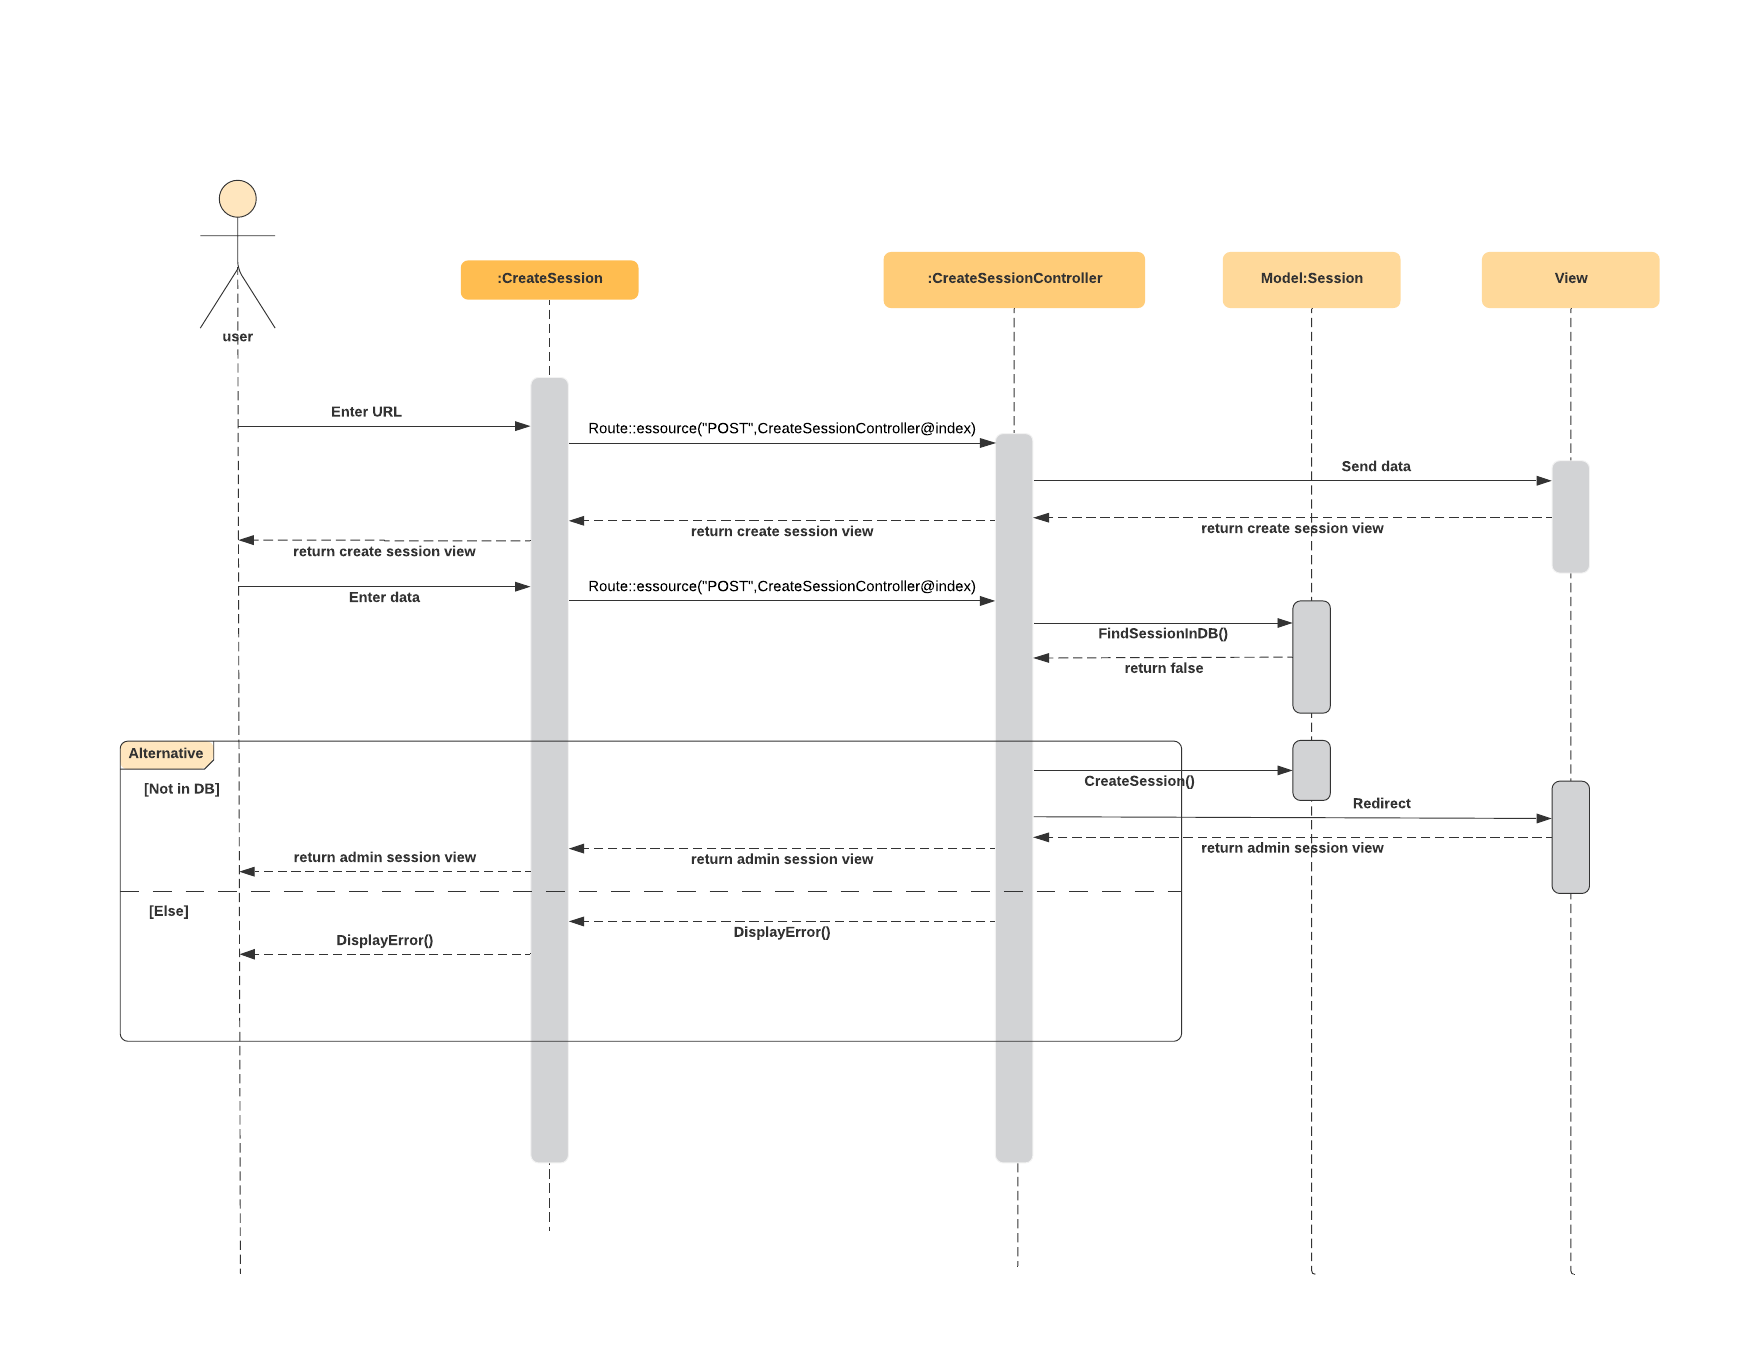 user
:CreateSession
:CreateSessionController
Model:Session
View
Enter URL
Route::essource("POST",CreateSessionController@index)
Send data
return create session view
return create session view
return create session view
Enter data
Route::essource("POST",CreateSessionController@index)
FindSessionInDB()
return false
Alternative
[Not in DB]
CreateSession()
Redirect
return admin session view
return admin session view
return admin session view
[Else]
DisplayError()
DisplayError()